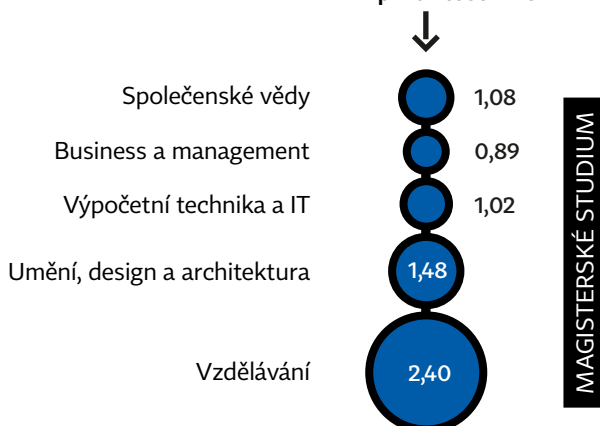 Společenské vědy 1,08
Business a management 0,89
Výpočetní technika a IT 1,02
Umění, design a architektura 1,48
Vzdělávání 2,40
MAGISTERSKÉ STUDIUM